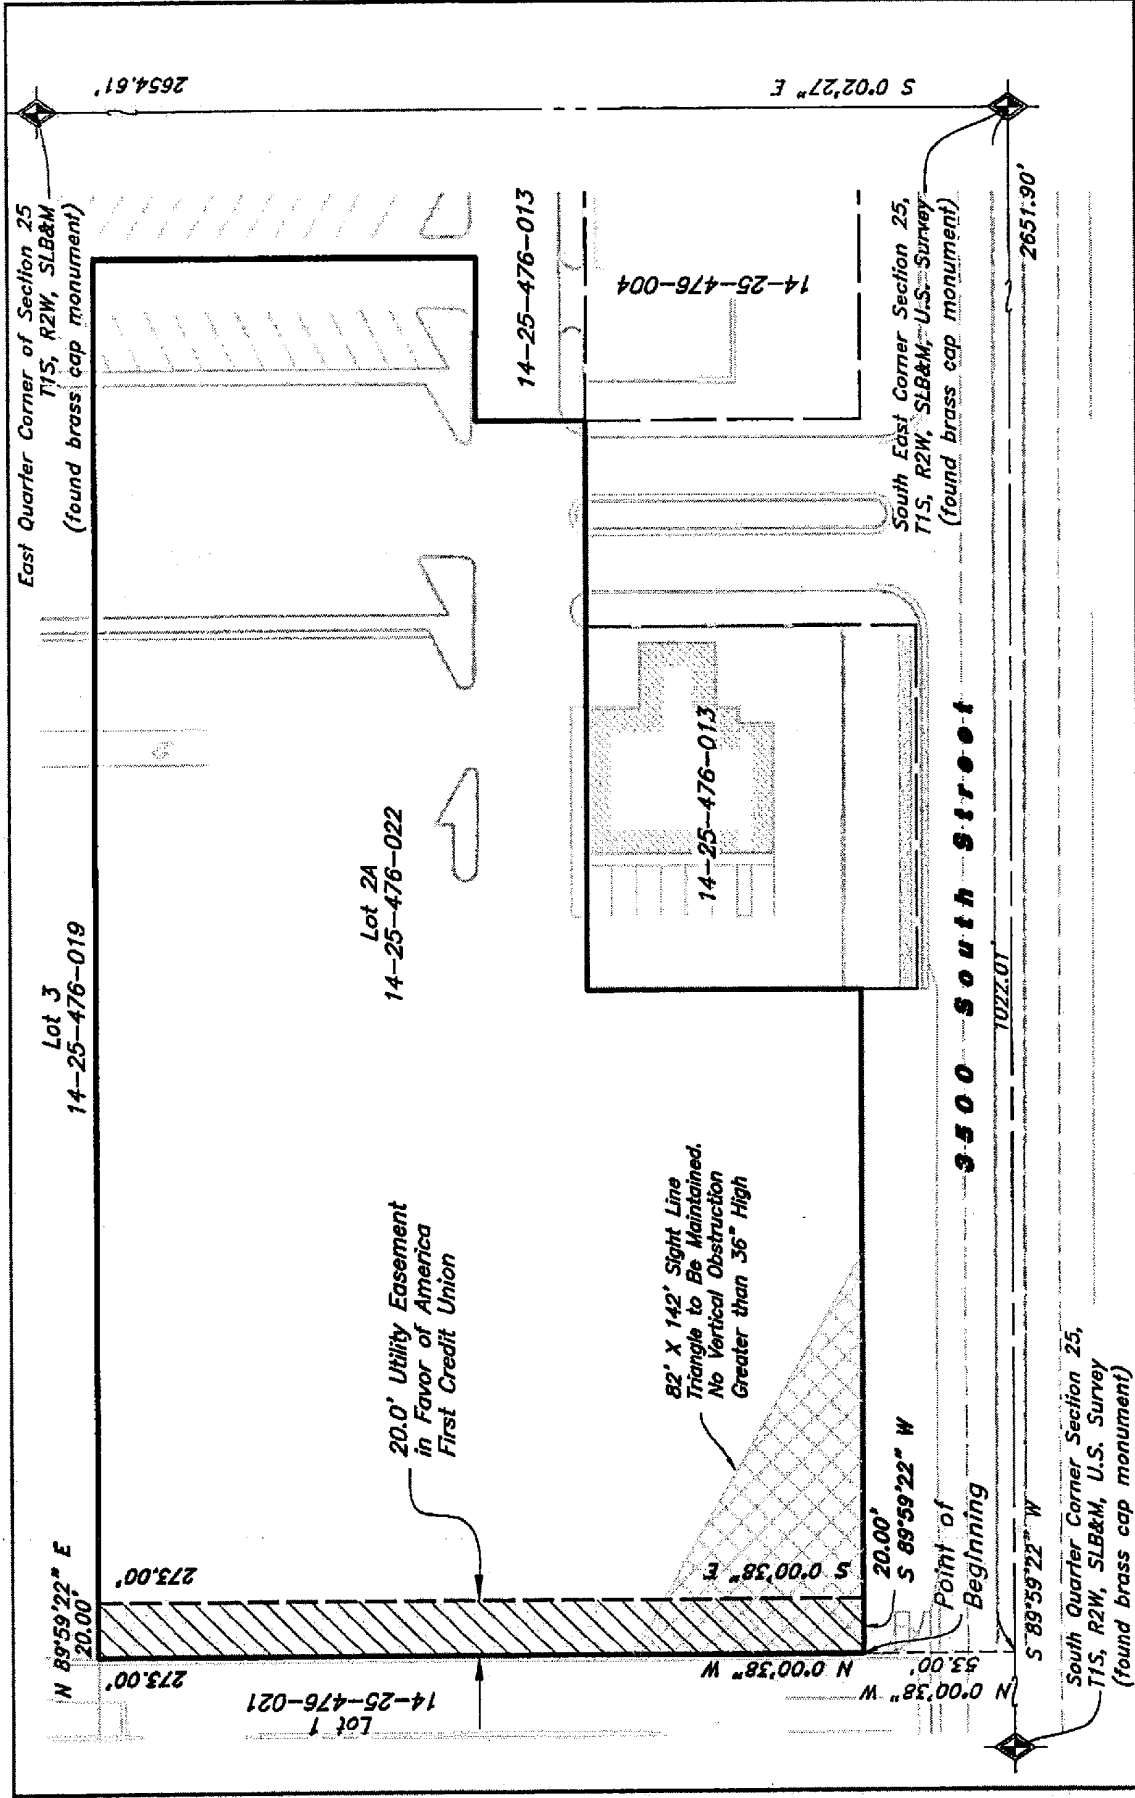 East Quarter Corner of Section 25
T1S, R2W, SLB&M
(found brass cap monument)
2654.61'
S 0°02'27" E
Lot 3
14-25-476-019
14-25-476-013
14-25-476-004
Lot 2A
14-25-476-022
14-25-476-013
South East Corner Section 25,
T1S, R2W, SLB&M, U.S. Survey
(found brass cap monument)
2651.90'
N 89°59'22" E
20.00'
273.00'
273.00'
Lot 1
14-25-476-021
20.0' Utility Easement
in Favor of America
First Credit Union
82' X 142' Sight Line
Triangle to Be Maintained.
No Vertical Obstruction
Greater than 36" High
S 0°00'38" E
N 0°00'38" W
20.00'
S 89°59'22" W
Point of
Beginning
3500 South Street
1022.01'
53.00'
N 0°00'38" W
S 89°59'22" W
South Quarter Corner Section 25,
T1S, R2W, SLB&M, U.S. Survey
(found brass cap monument)